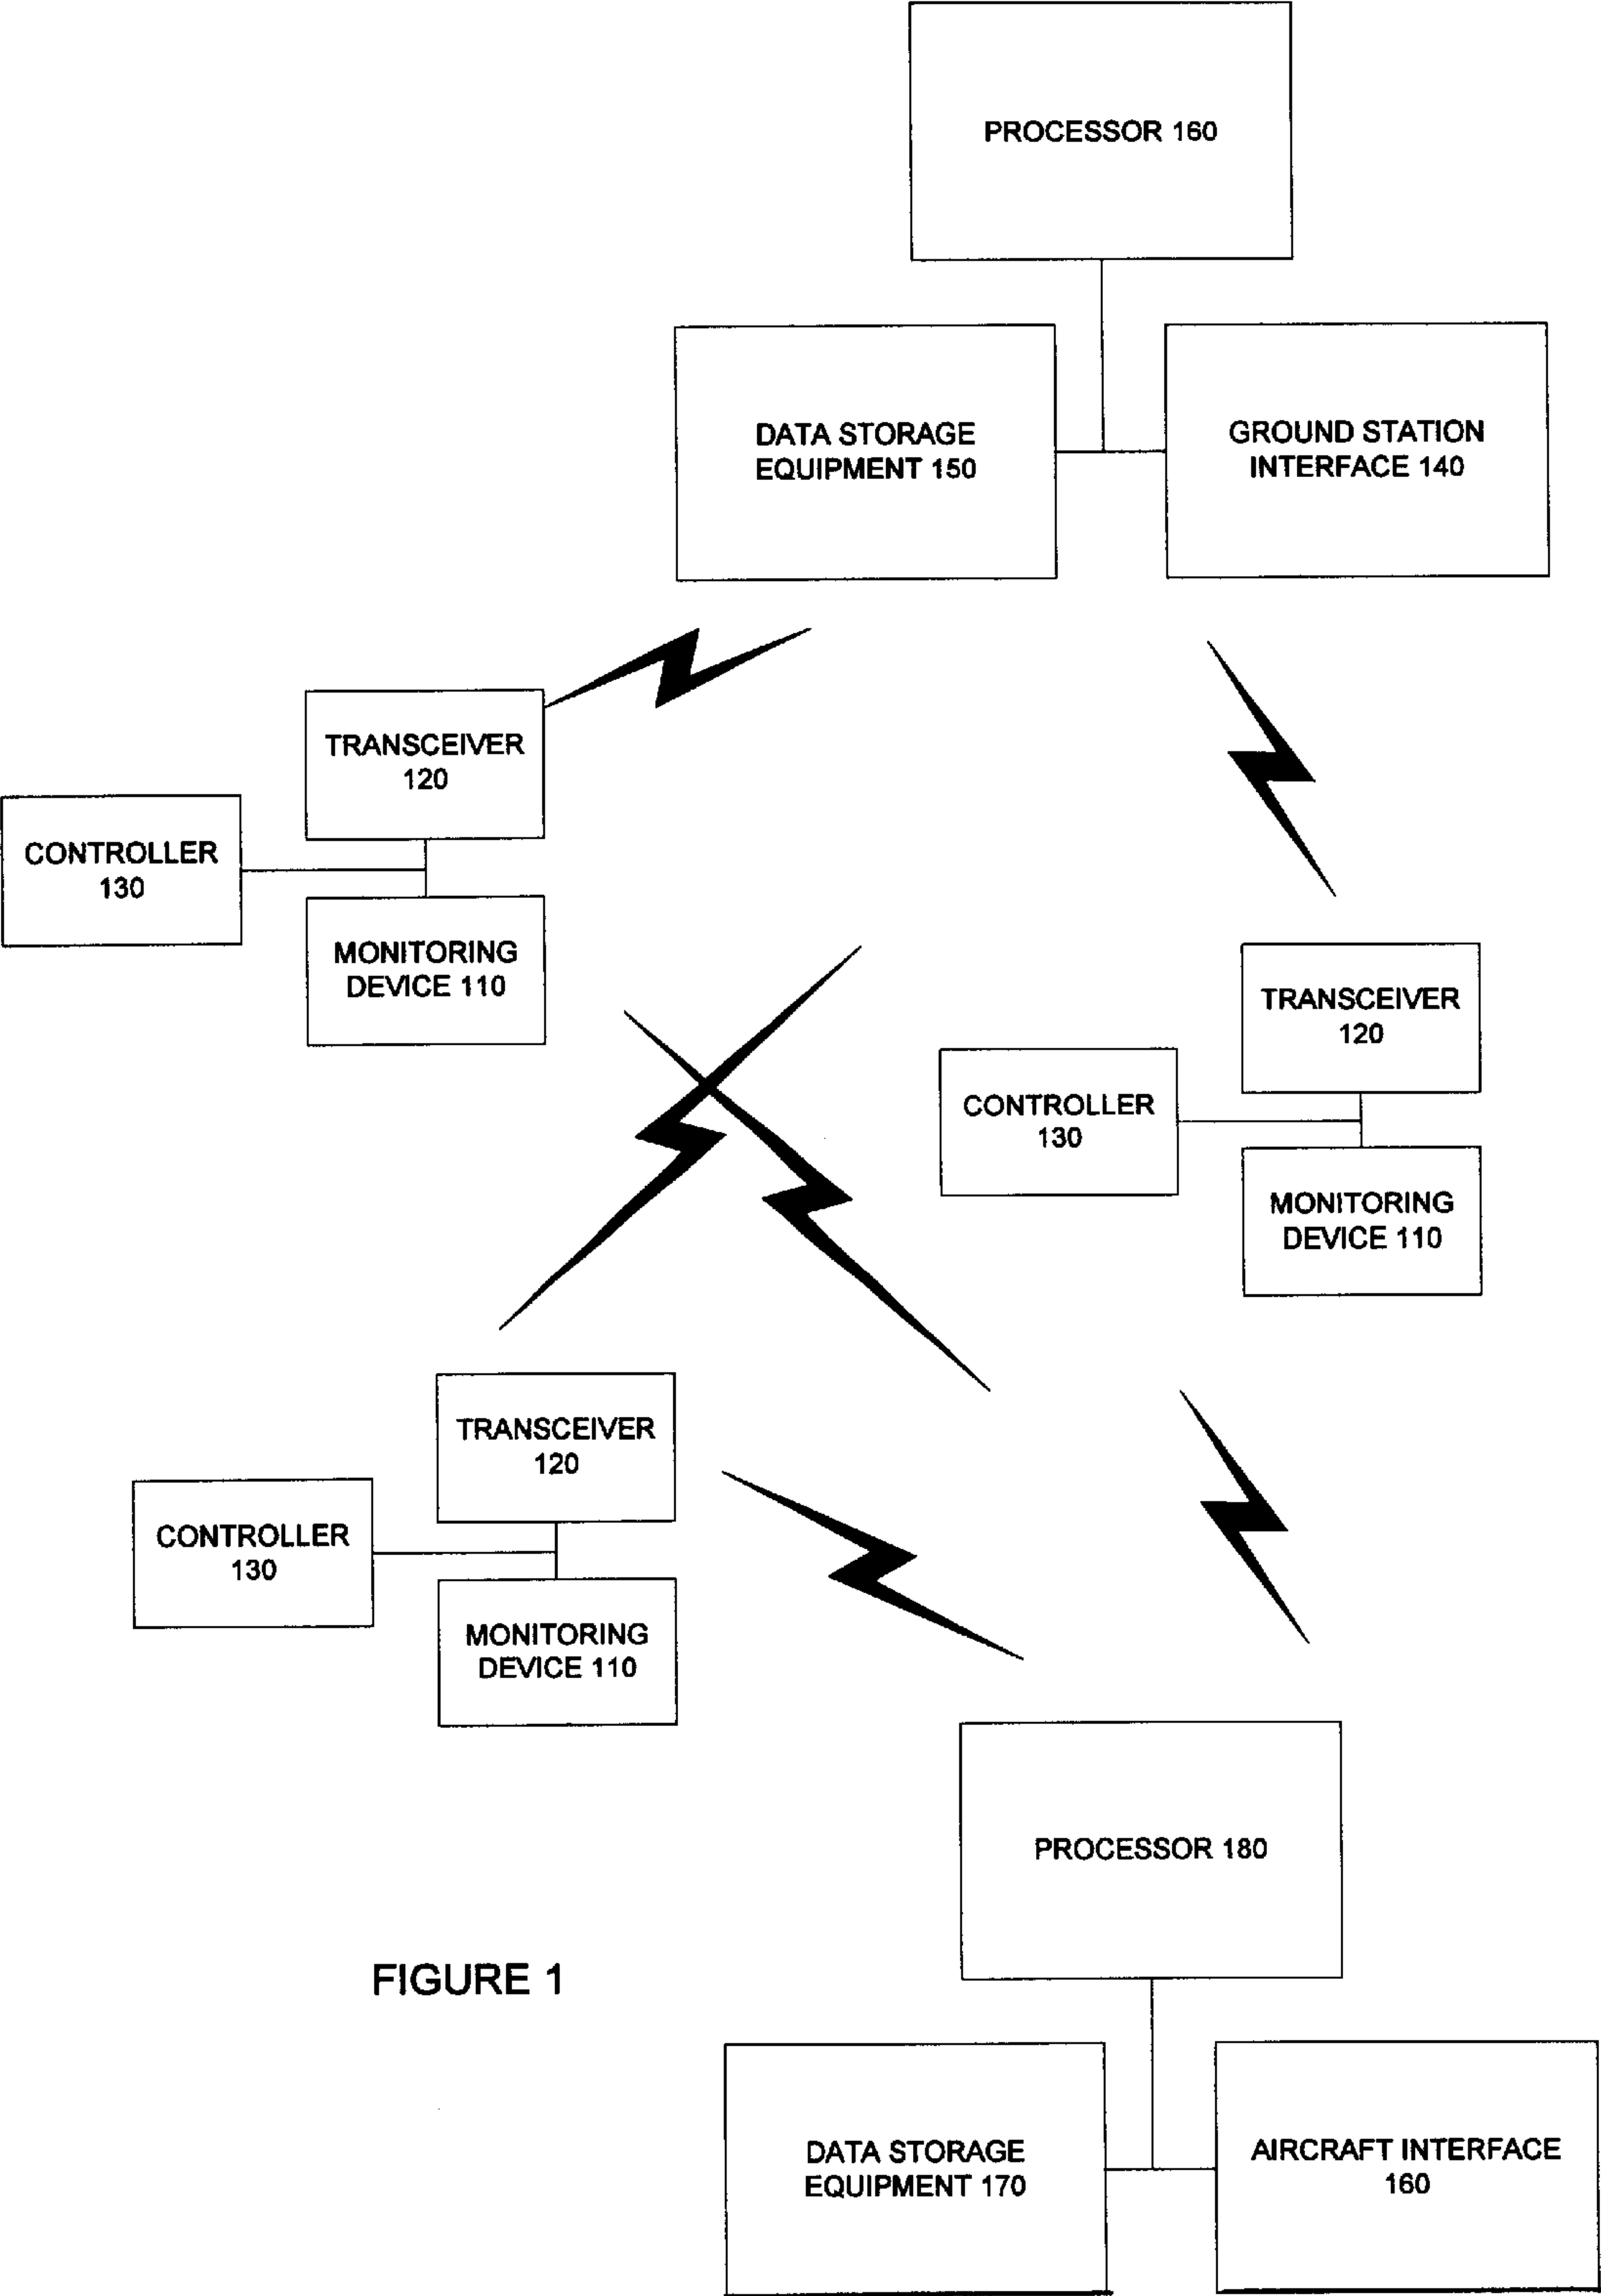 PROCESSOR 160
DATA STORAGE
EQUIPMENT 150
GROUND STATION
INTERFACE 140
TRANSCEIVER
120
CONTROLLER
130
MONITORING
DEVICE 110
TRANSCEIVER
120
CONTROLLER
130
MONITORING
DEVICE 110
TRANSCEIVER
120
CONTROLLER
130
MONITORING
DEVICE 110
PROCESSOR 180
FIGURE 1
DATA STORAGE
EQUIPMENT 170
AIRCRAFT INTERFACE
160